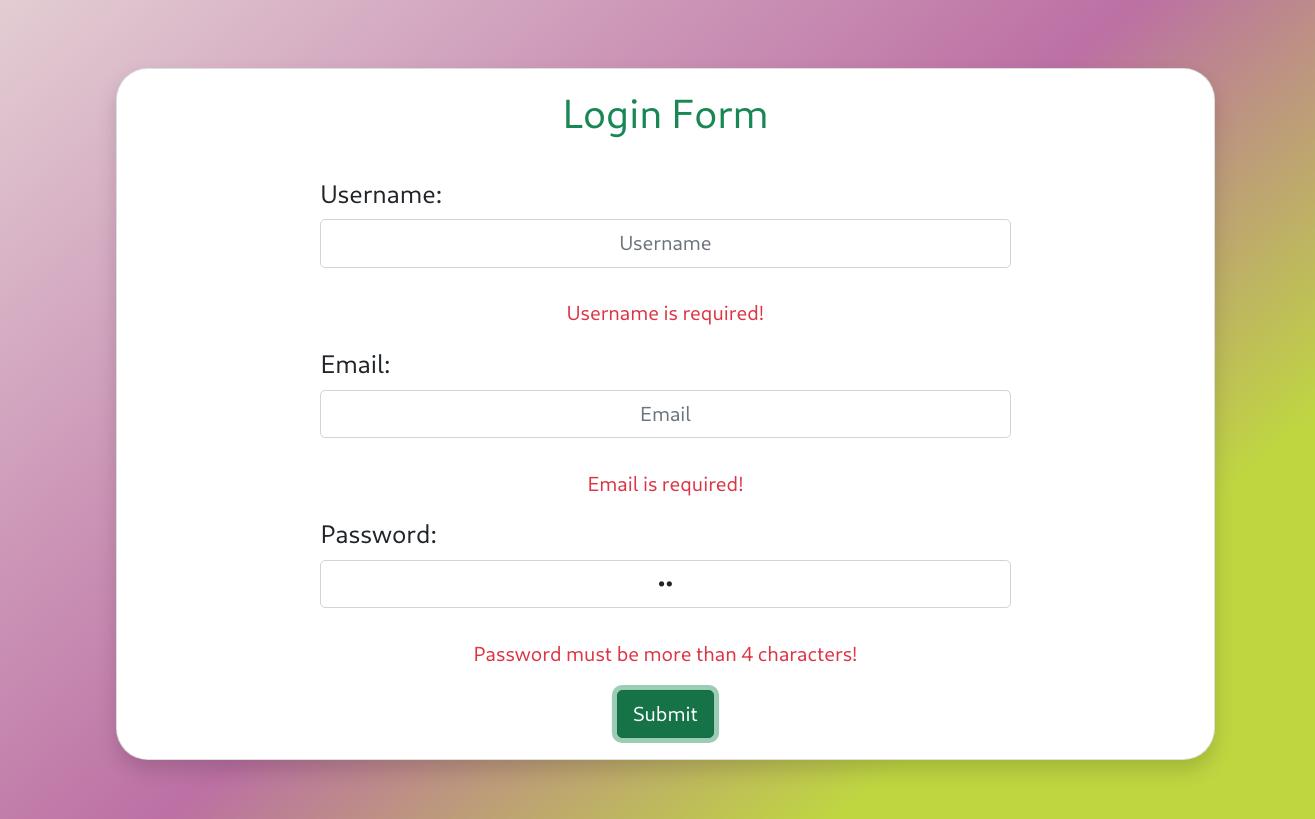 Login Form
Username:
Username
Username is required!
Email:
Email
Email is required!
Password:
••
Password must be more than 4 characters!
Submit